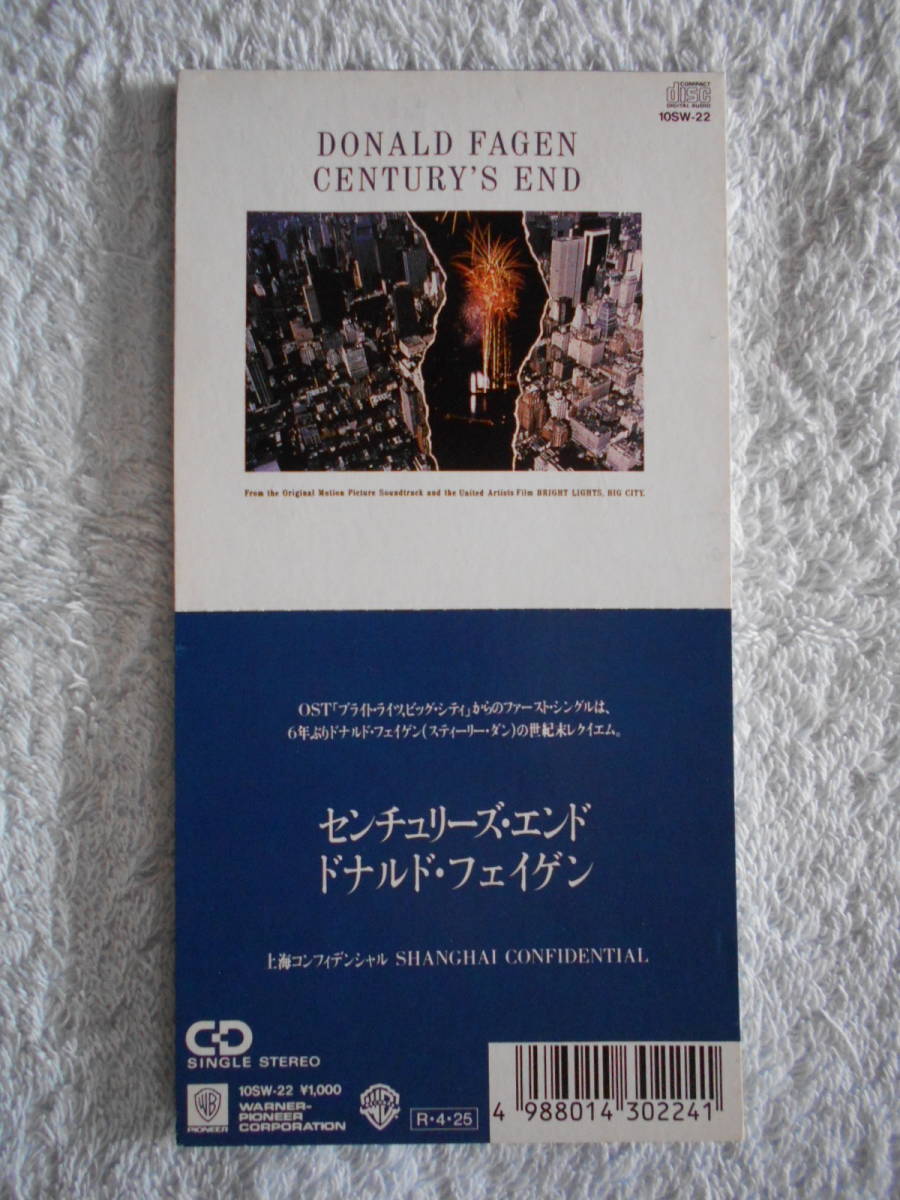 COMPACT
disc
DIGITAL AUDIO
10SW-22
DONALD FAGEN
CENTURY'S END
From the Original Motion Picture Soundtrack and the United Artists Film BRIGHT LIGHTS, BIG CITY.
OST「ブライト・ライツ,ビッグ・シティ」からのファースト・シングルは、
6年ぶりドナルド・フェイゲン(スティーリー・ダン)の世紀末レクイエム。
センチュリーズ・エンド
ドナルド・フェイゲン
上海コンフィデンシャル SHANGHAI CONFIDENTIAL
CD
SINGLE STEREO
WB
PIONEER
10SW-22 ¥1,000
WARNER-
PIONEER
CORPORATION
WB
R・4・25
4 988014 302241